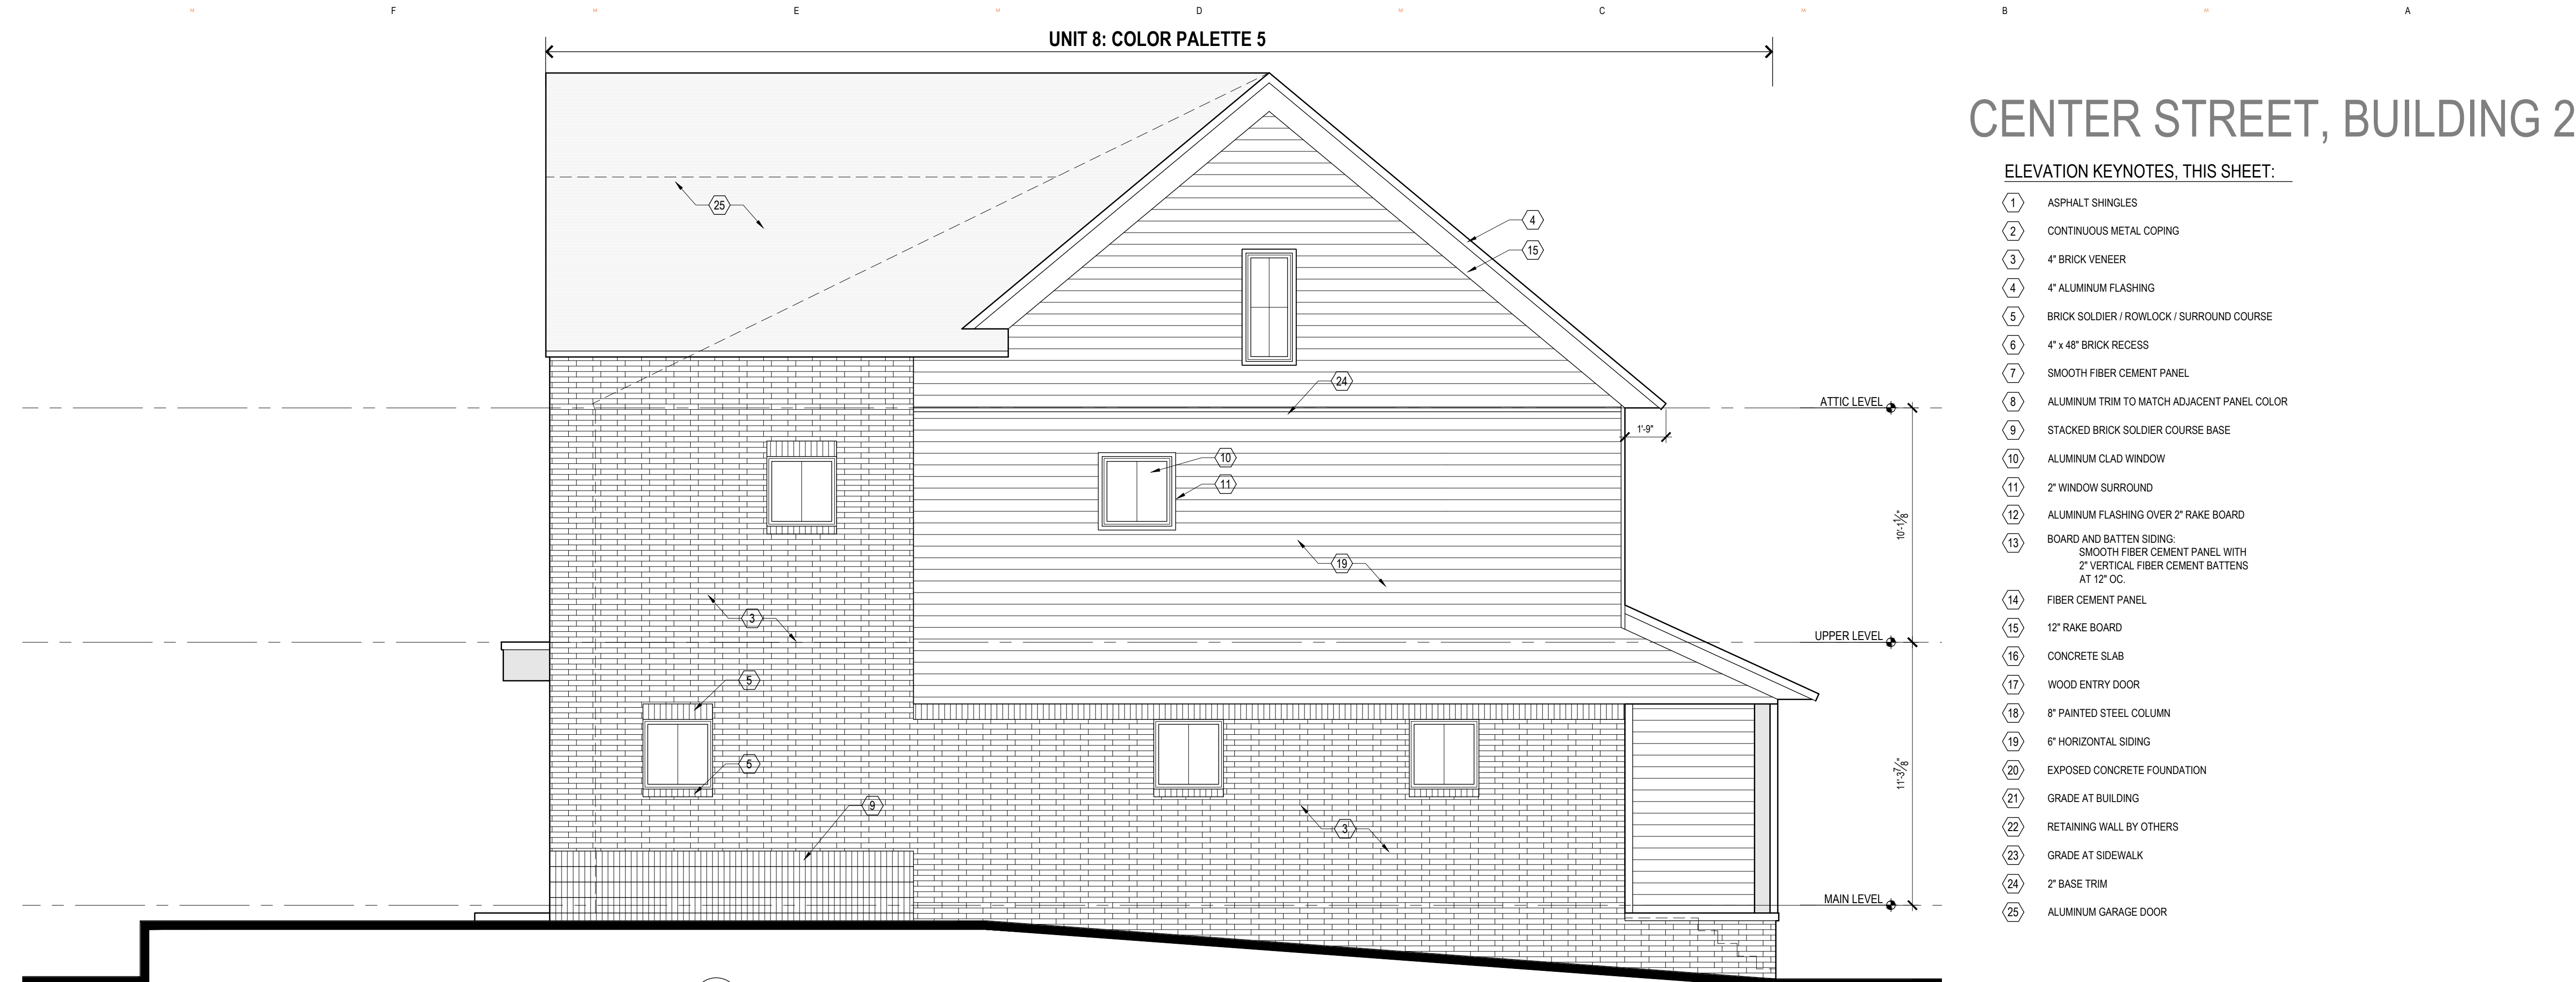 M F M E M D M C M B M A
UNIT 8: COLOR PALETTE 5
CENTER STREET, BUILDING 2
ELEVATION KEYNOTES, THIS SHEET:
1 ASPHALT SHINGLES
2 CONTINUOUS METAL COPING
3 4" BRICK VENEER
4 4" ALUMINUM FLASHING
5 BRICK SOLDIER / ROWLOCK / SURROUND COURSE
6 4" x 48" BRICK RECESS
7 SMOOTH FIBER CEMENT PANEL
8 ALUMINUM TRIM TO MATCH ADJACENT PANEL COLOR
9 STACKED BRICK SOLDIER COURSE BASE
10 ALUMINUM CLAD WINDOW
11 2" WINDOW SURROUND
12 ALUMINUM FLASHING OVER 2" RAKE BOARD
13 BOARD AND BATTEN SIDING:
SMOOTH FIBER CEMENT PANEL WITH
2" VERTICAL FIBER CEMENT BATTENS
AT 12" OC.
14 FIBER CEMENT PANEL
15 12" RAKE BOARD
16 CONCRETE SLAB
17 WOOD ENTRY DOOR
18 8" PAINTED STEEL COLUMN
19 6" HORIZONTAL SIDING
20 EXPOSED CONCRETE FOUNDATION
21 GRADE AT BUILDING
22 RETAINING WALL BY OTHERS
23 GRADE AT SIDEWALK
24 2" BASE TRIM
25 ALUMINUM GARAGE DOOR
25
4
15
24
ATTIC LEVEL
1'-9"
10
11
10'-1 1/8"
19
3
UPPER LEVEL
5
5
11'-3 7/8"
9
3
MAIN LEVEL